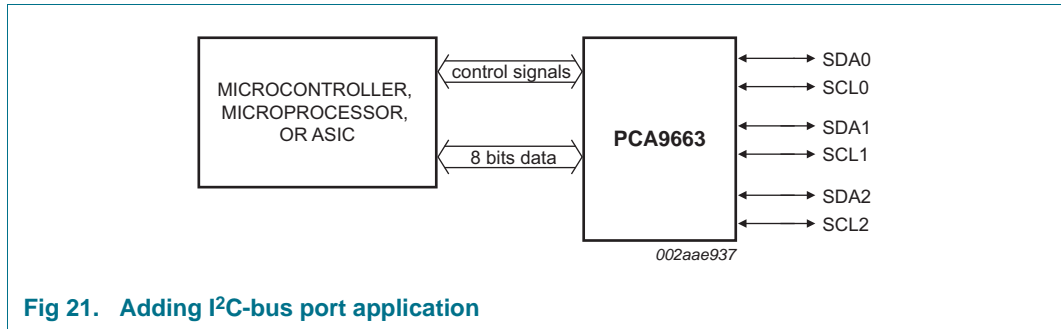 MICROCONTROLLER,
MICROPROCESSOR,
OR ASIC
control signals
8 bits data
PCA9663
SDA0
SCL0
SDA1
SCL1
SDA2
SCL2
002aae937
Fig 21. Adding I²C-bus port application